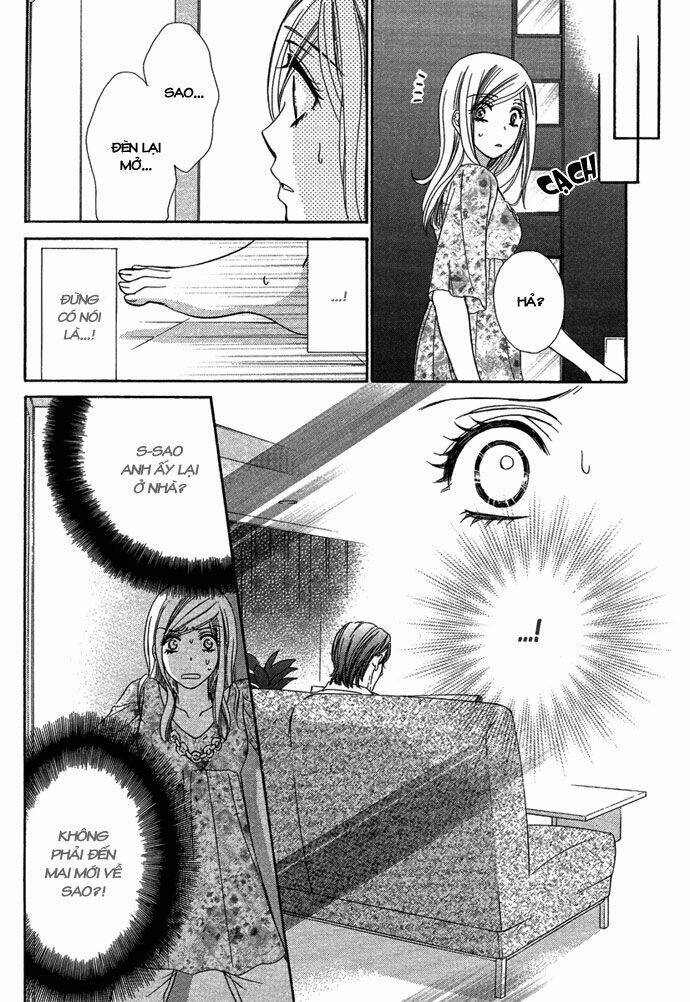 CẠCH
HẢ?
SAO...
ĐÈN LẠI
MỞ...
...!
ĐỪNG
CÓ NÓI
LÀ...!
...!
S-SAO
ANH ẤY LẠI
Ở NHÀ?
KHÔNG
PHẢI ĐẾN
MAI MỚI VỀ
SAO?!